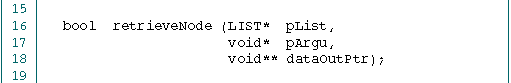 15
16 bool retrieveNode (LIST* pList,
17 void* pArgu,
18 void** dataOutPtr);
19